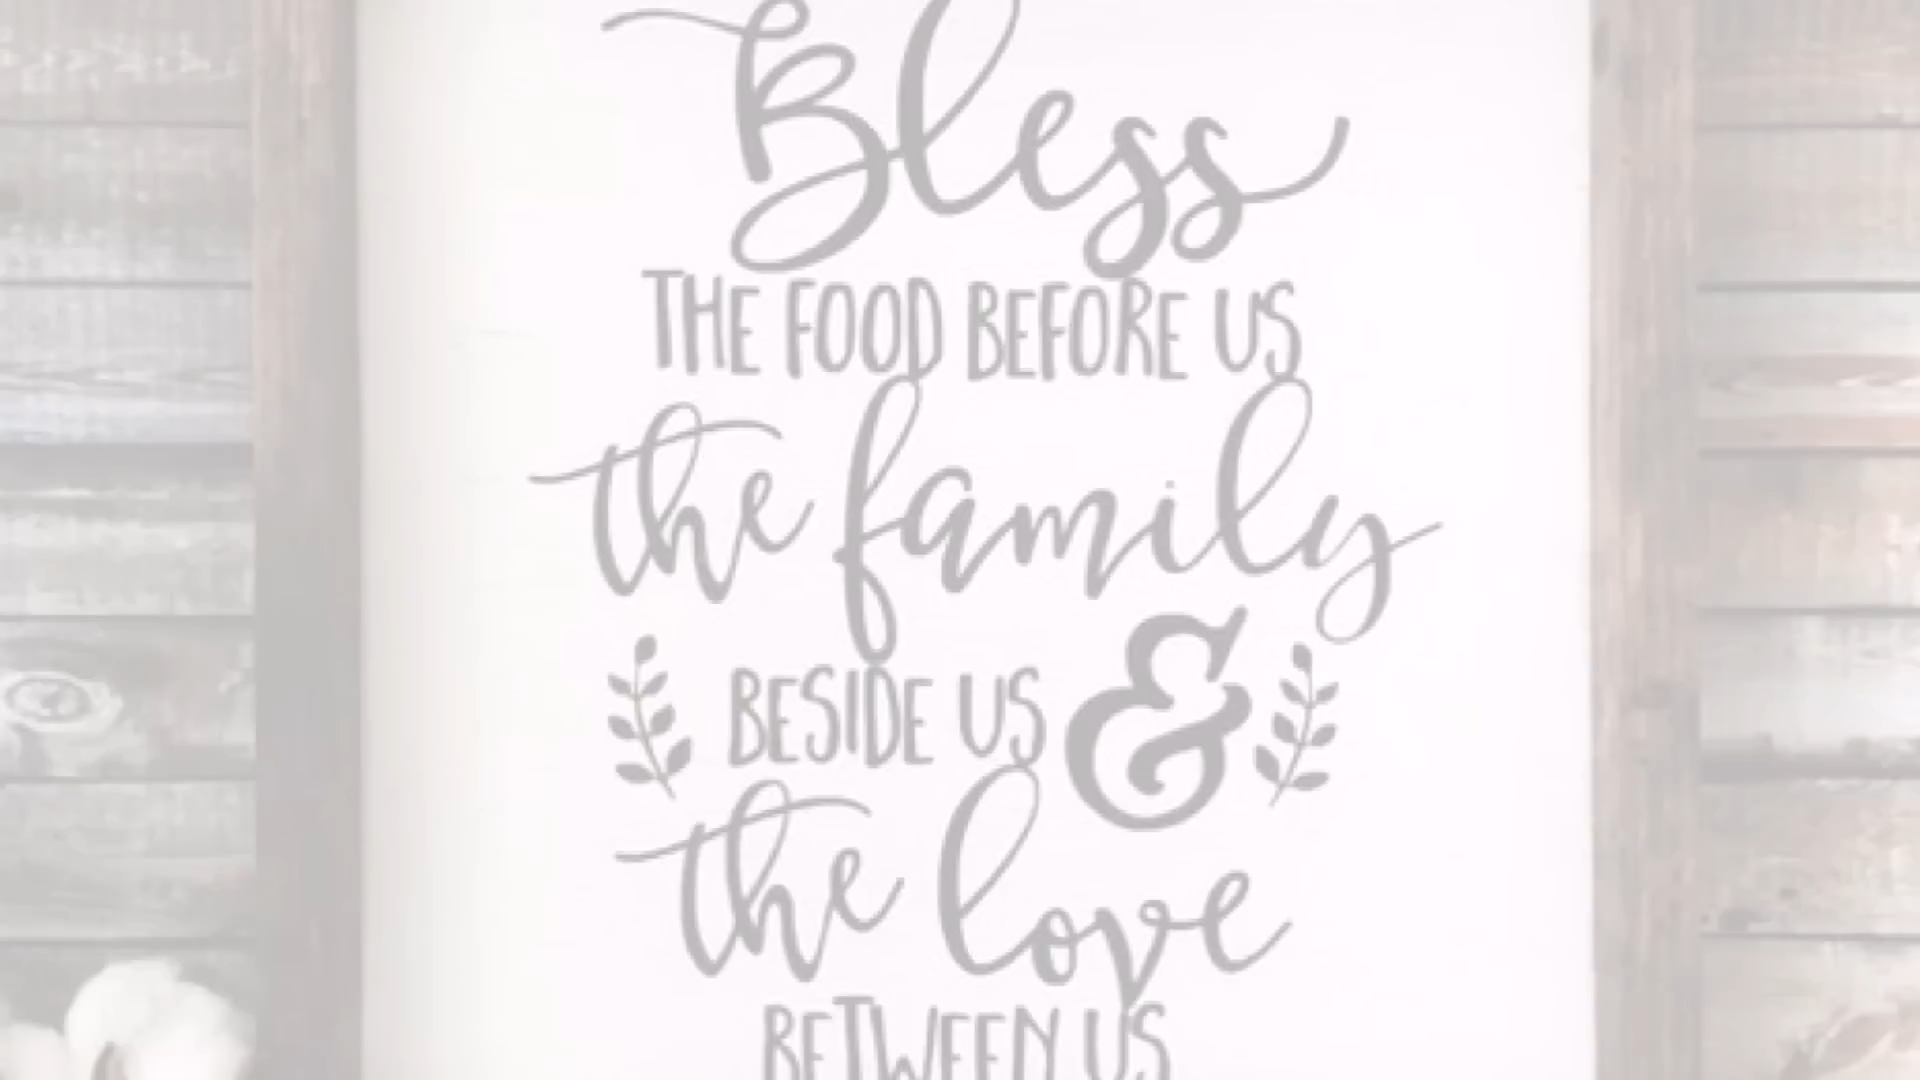 Bless
THE FOOD BEFORE US
the family
BESIDE US &
the love
BETWEEN US